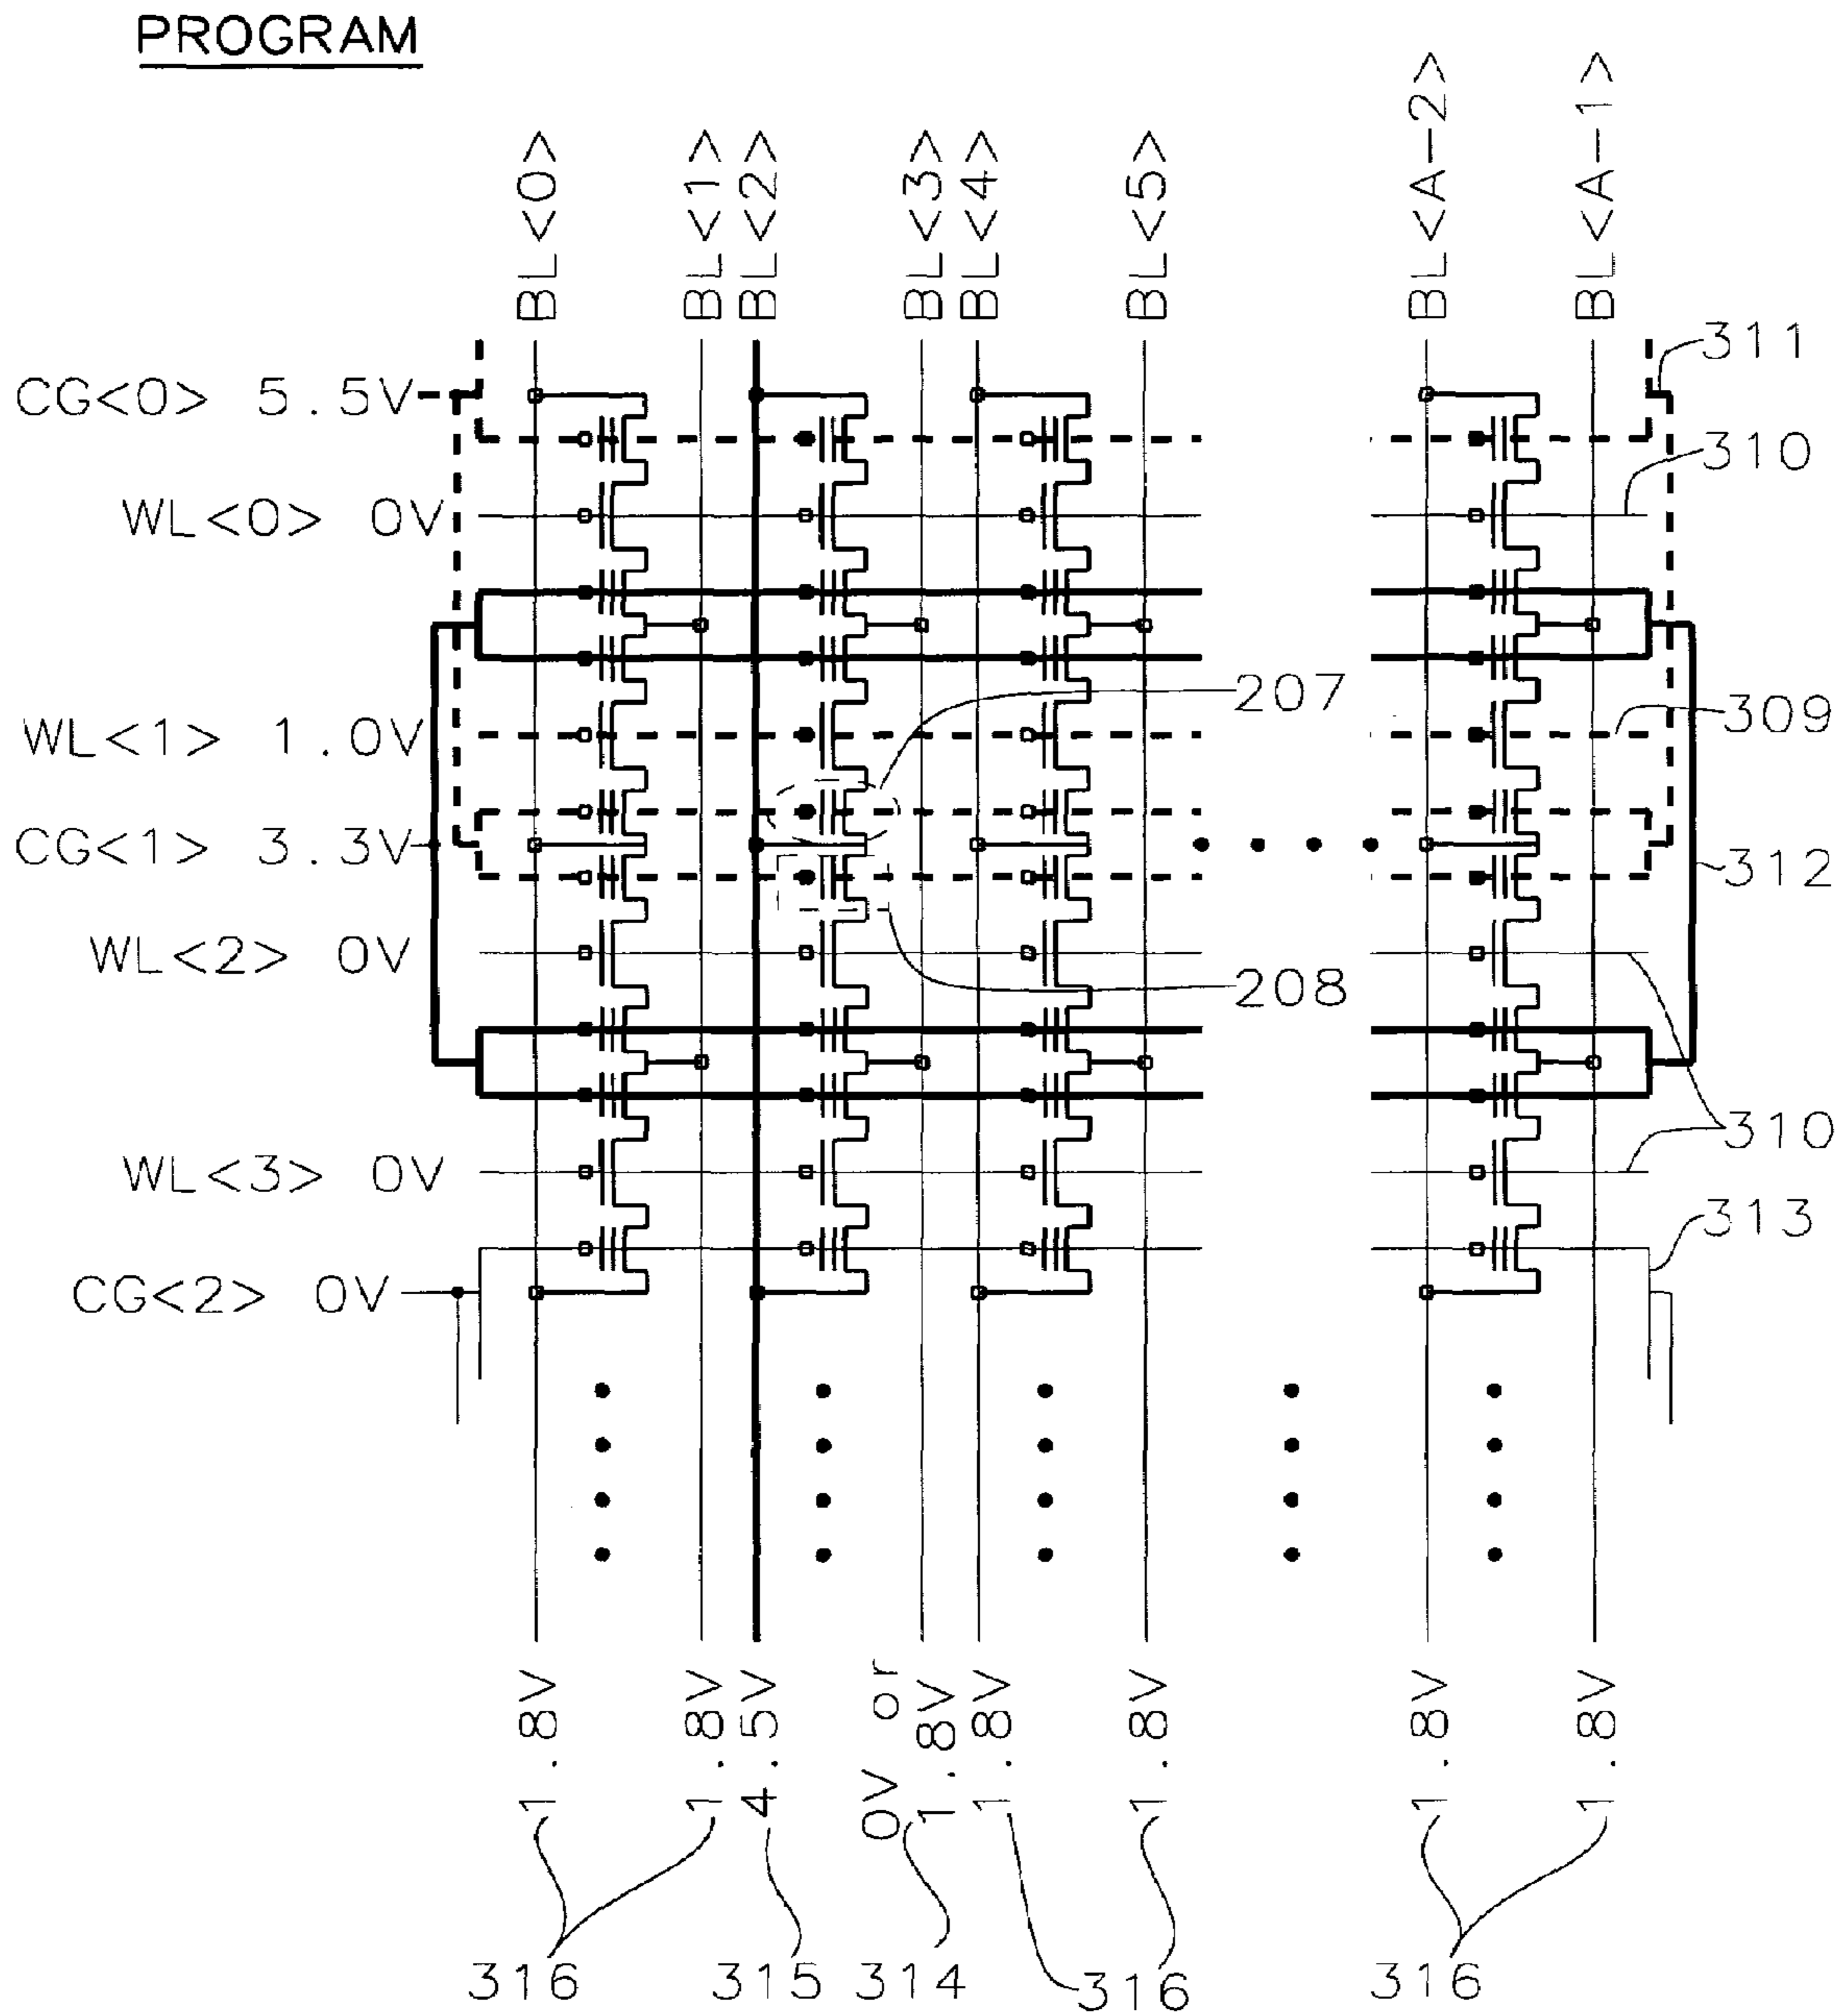 PROGRAM
BL<0>
BL<1>
BL<2>
BL<3>
BL<4>
BL<5>
BL<A-2>
BL<A-1>
CG<0> 5.5V
311
310
WL<0> 0V
207
WL<1> 1.0V
309
CG<1> 3.3V
312
WL<2> 0V
208
310
WL<3> 0V
313
CG<2> 0V
1.8V
1.8V
4.5V
0V or
1.8V
1.8V
1.8V
1.8V
1.8V
316
315
314
316
316